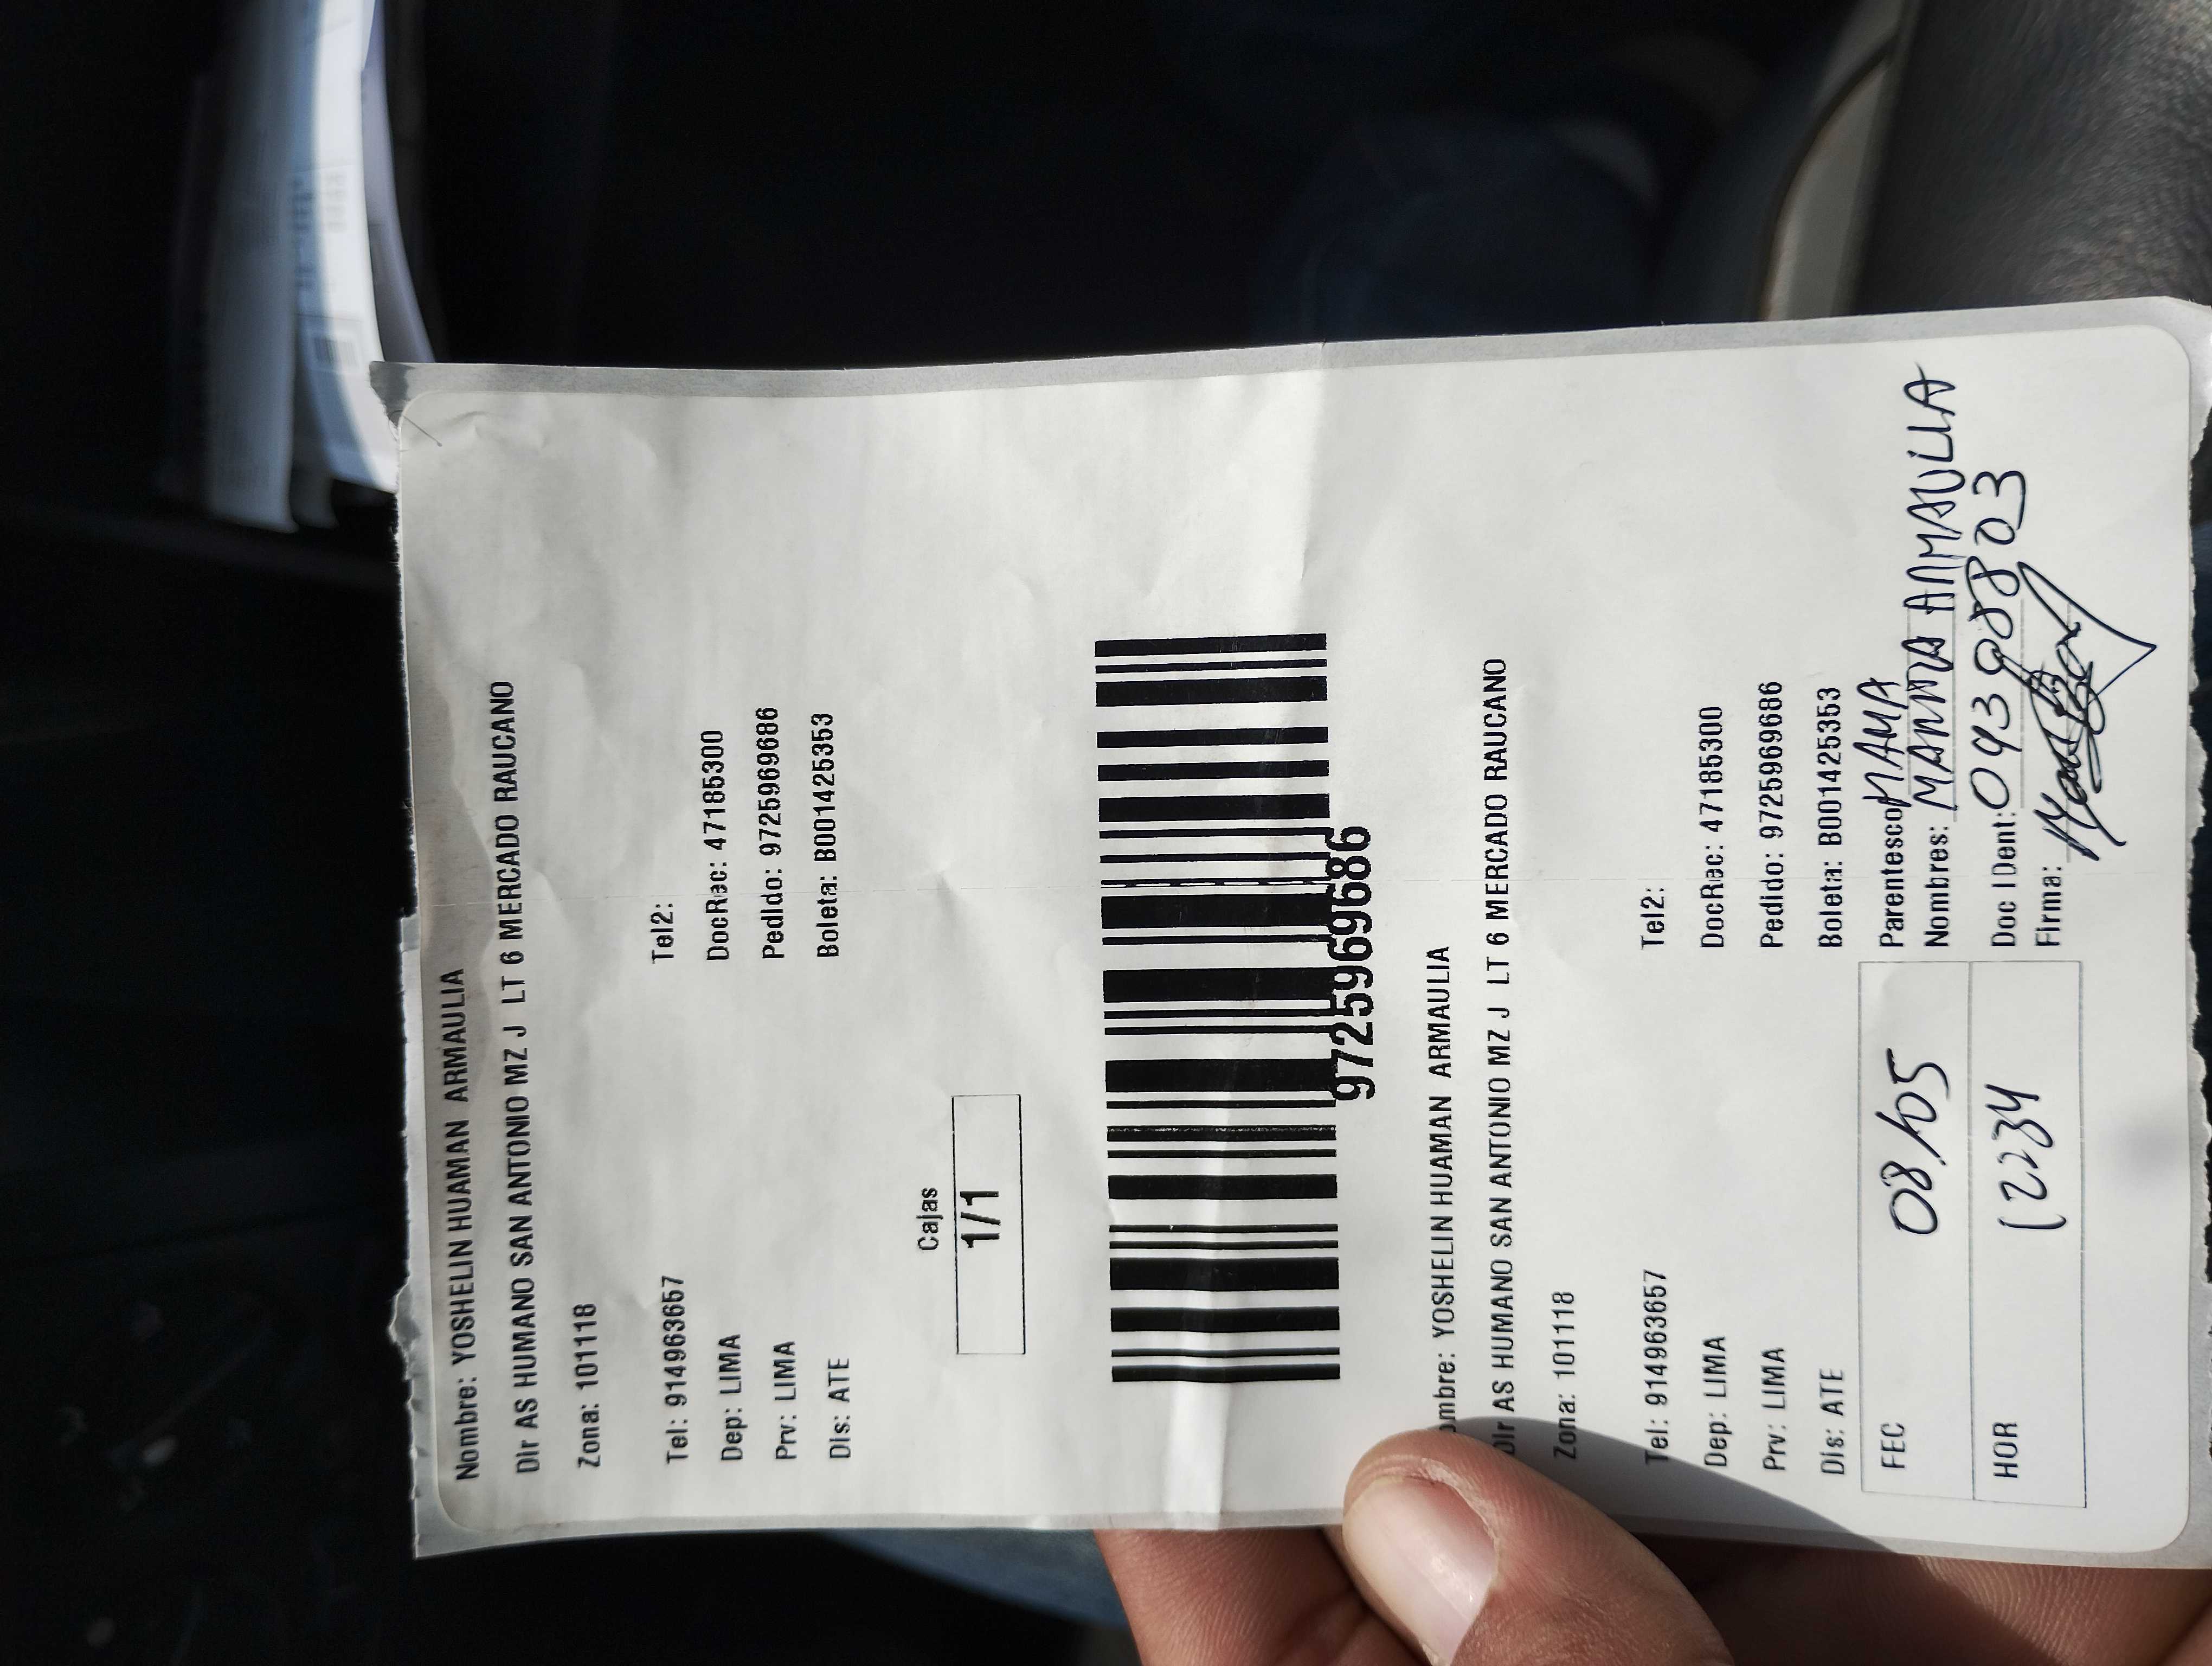 Nombre: YOSHELIN HUAMAN ARMAULIA
Dir AS HUMANO SAN ANTONIO MZ J LT 6 MERCADO RAUCANO
Zona: 101118
Tel: 914963657 Tel2:
Dep: LIMA DocRec: 47185300
Prv: LIMA Pedido: 9725969686
Dis: ATE Boleta: B001425353
Cajas
1/1
9725969686
ombre: YOSHELIN HUAMAN ARMAULIA
Dir AS HUMANO SAN ANTONIO MZ J LT 6 MERCADO RAUCANO
Zona: 101118
Tel: 914963657 Tel2:
Dep: LIMA DocRec: 47185300
Prv: LIMA Pedido: 9725969686
Dis: ATE Boleta: B001425353
FEC 08/05 Parentesco MAMA
Nombres:
HOR 1234 Doc IDent:
Firma: